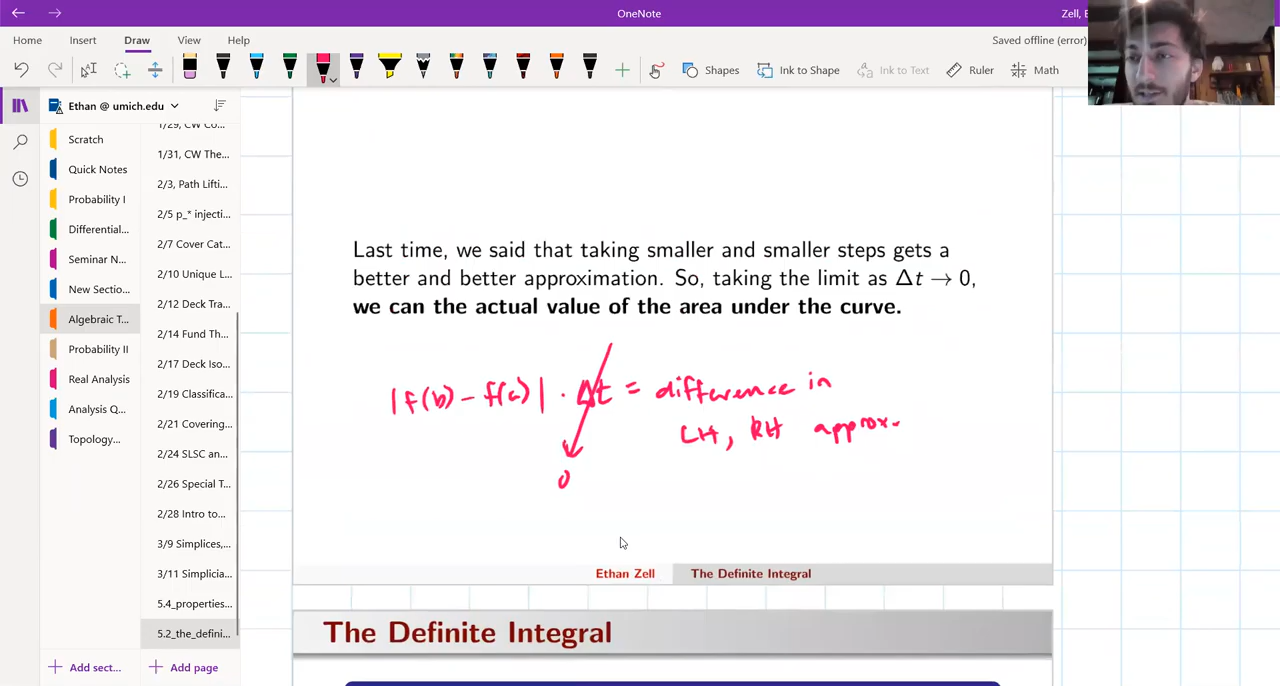 OneNote
Zell, E
Home
Insert
Draw
View
Help
Saved offline (error)
Shapes
Ink to Shape
Ink to Text
Ruler
Math
Ethan @ umich.edu
Scratch
Quick Notes
Probability I
Differential...
Seminar N...
New Sectio...
Algebraic T...
Probability II
Real Analysis
Analysis Q...
Topology...
Add sect...
1/29, CW Co...
1/31, CW The...
2/3, Path Lifti...
2/5 p_* injecti...
2/7 Cover Cat...
2/10 Unique L...
2/12 Deck Tra...
2/14 Fund Th...
2/17 Deck Iso...
2/19 Classifica...
2/21 Covering...
2/24 SLSC an...
2/26 Special T...
2/28 Intro to...
3/9 Simplices,...
3/11 Simplicia...
5.4_properties...
5.2_the_defini...
Add page
Last time, we said that taking smaller and smaller steps gets a
better and better approximation. So, taking the limit as Δt → 0,
we can the actual value of the area under the curve.
|f(b) - f(a)| · Δt = difference in
LH, RH approx.
0
Ethan Zell
The Definite Integral
The Definite Integral